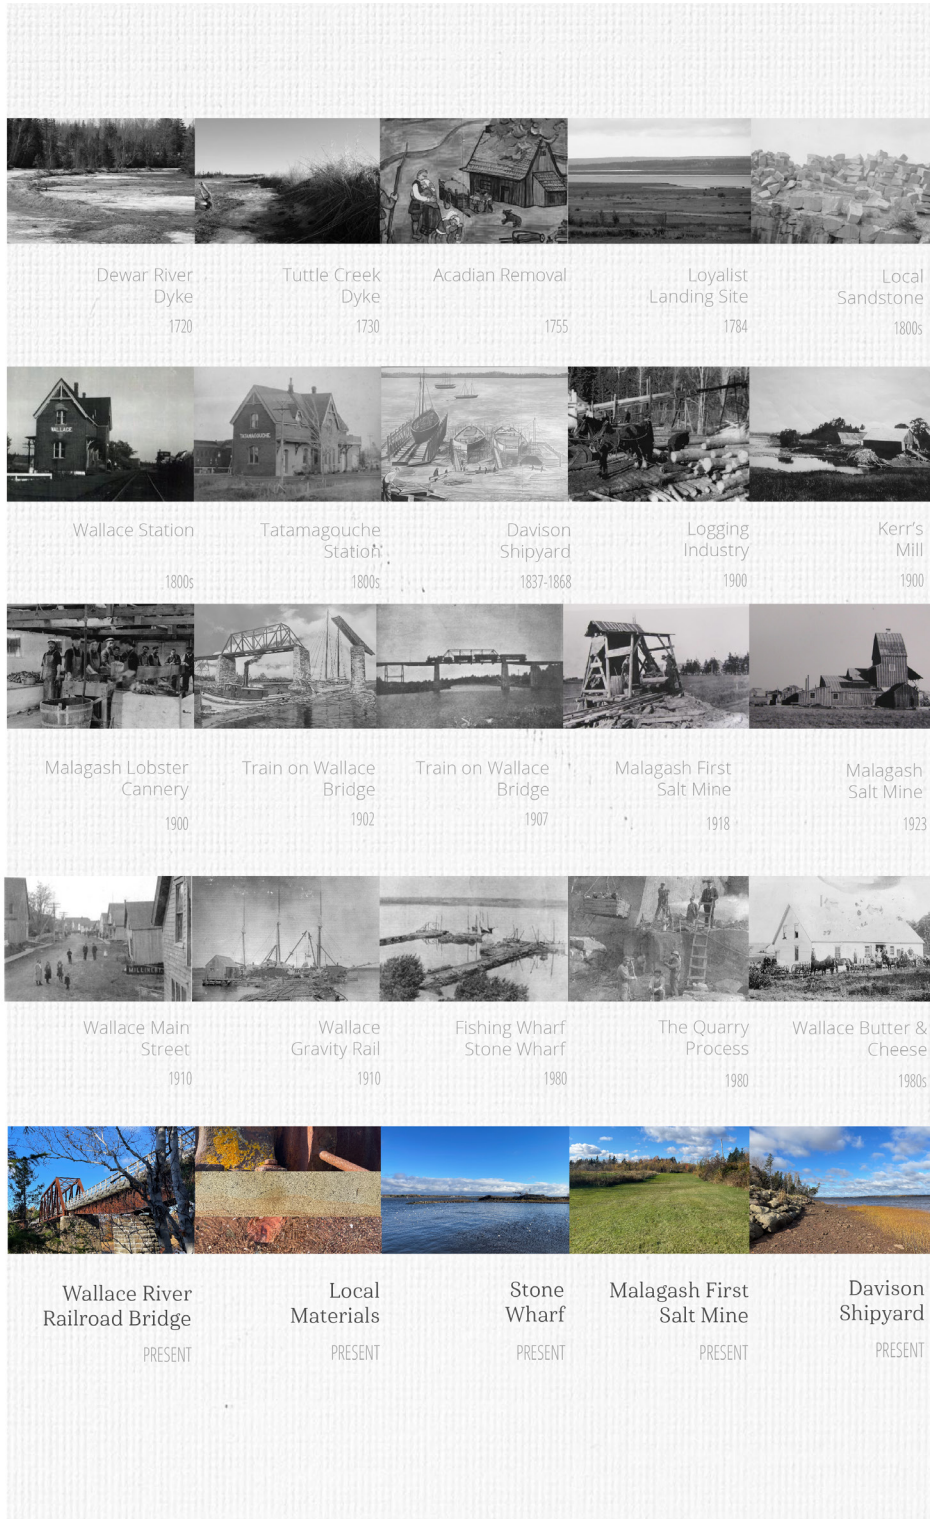 Dewar River
Dyke
1720
Tuttle Creek
Dyke
1730
Acadian Removal
1755
Loyalist
Landing Site
1784
Local
Sandstone
1800s
WALLACE
TATAMAGOUCHE
Wallace Station
1800s
Tatamagouche
Station
1800s
Davison
Shipyard
1837-1868
Logging
Industry
1900
Kerr's
Mill
1900
Malagash Lobster
Cannery
1900
Train on Wallace
Bridge
1902
Train on Wallace
Bridge
1907
Malagash First
Salt Mine
1918
Malagash
Salt Mine
1923
MILLINERY
Wallace Main
Street
1910
Wallace
Gravity Rail
1910
Fishing Wharf
Stone Wharf
1980
The Quarry
Process
1980
Wallace Butter &
Cheese
1980s
Wallace River
Railroad Bridge
PRESENT
Local
Materials
PRESENT
Stone
Wharf
PRESENT
Malagash First
Salt Mine
PRESENT
Davison
Shipyard
PRESENT